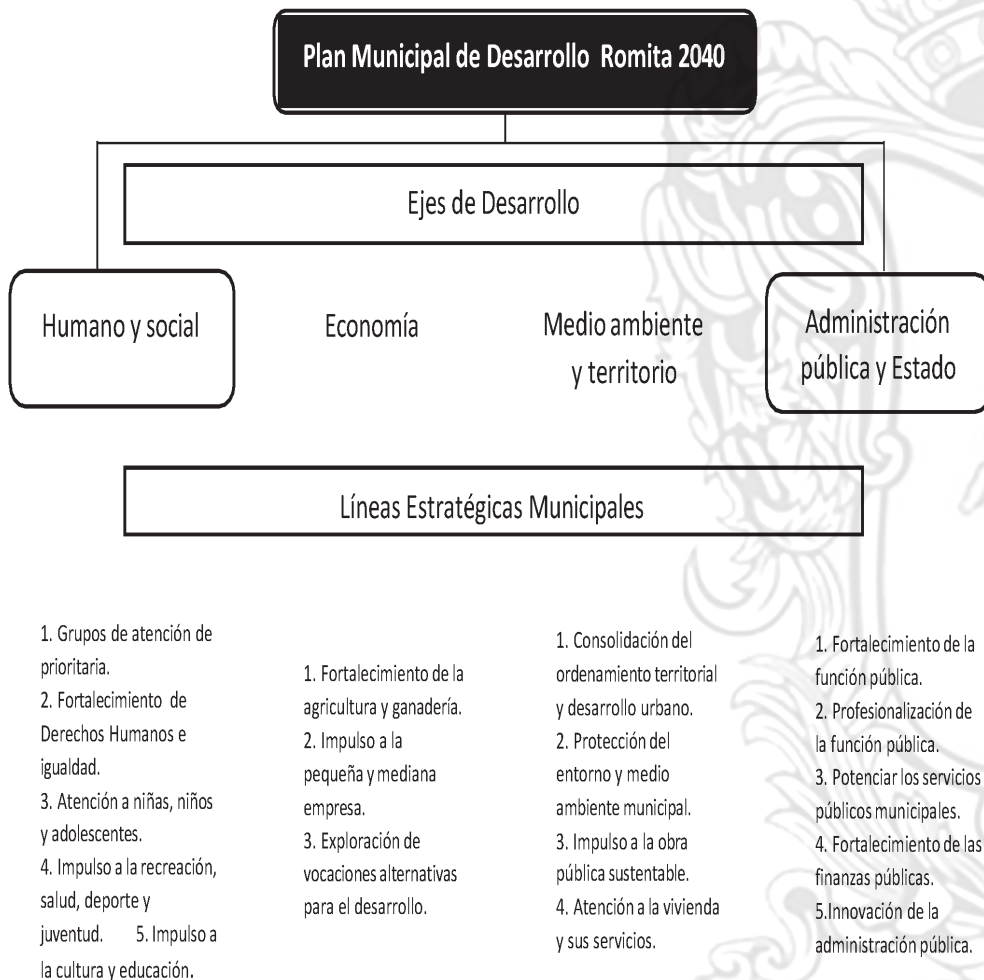 Plan Municipal de Desarrollo Romita 2040
Ejes de Desarrollo
Humano y social
Economía
Medio ambiente
y territorio
Administración
pública y Estado
Líneas Estratégicas Municipales
1. Grupos de atención de
prioritaria.
2. Fortalecimiento de
Derechos Humanos e
igualdad.
3. Atención a niñas, niños
y adolescentes.
4. Impulso a la recreación,
salud, deporte y
juventud. 5. Impulso a
la cultura y educación.
1. Fortalecimiento de la
agricultura y ganadería.
2. Impulso a la
pequeña y mediana
empresa.
3. Exploración de
vocaciones alternativas
para el desarrollo.
1. Consolidación del
ordenamiento territorial
y desarrollo urbano.
2. Protección del
entorno y medio
ambiente municipal.
3. Impulso a la obra
pública sustentable.
4. Atención a la vivienda
y sus servicios.
1. Fortalecimiento de la
función pública.
2. Profesionalización de
la función pública.
3. Potenciar los servicios
públicos municipales.
4. Fortalecimiento de las
finanzas públicas.
5.Innovación de la
administración pública.